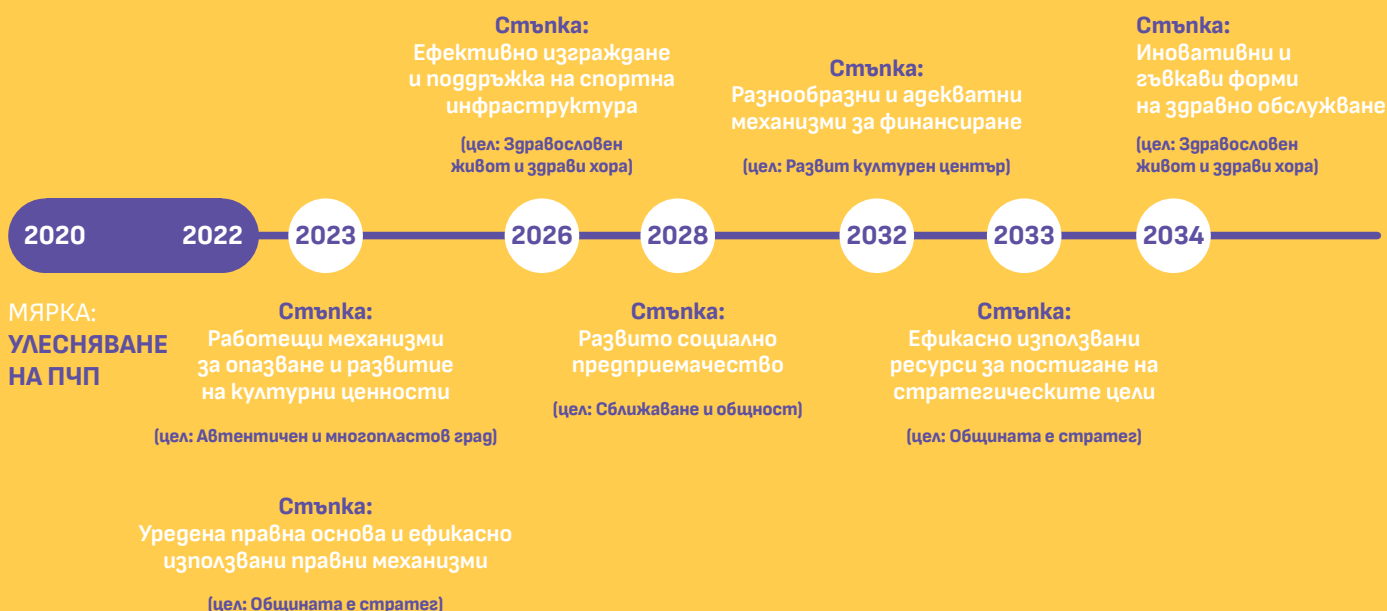 Стъпка:
Ефективно изграждане
и поддръжка на спортна
инфраструктура
(цел: Здравословен
живот и здрави хора)
Стъпка:
Разнообразни и адекватни
механизми за финансиране
(цел: Развит културен център)
Стъпка:
Иновативни и
гъвкави форми
на здравно обслужване
(цел: Здравословен
живот и здрави хора)
2020 2022 2023 2026 2028 2032 2033 2034
МЯРКА:
УЛЕСНЯВАНЕ
НА ПЧП
Стъпка:
Работещи механизми
за опазване и развитие
на културни ценности
(цел: Автентичен и многопластов град)
Стъпка:
Развито социално
предприемачество
(цел: Сближаване и общност)
Стъпка:
Ефикасно използвани
ресурси за постигане на
стратегическите цели
(цел: Общината е стратег)
Стъпка:
Уредена правна основа и ефикасно
използвани правни механизми
(цел: Общината е стратег)